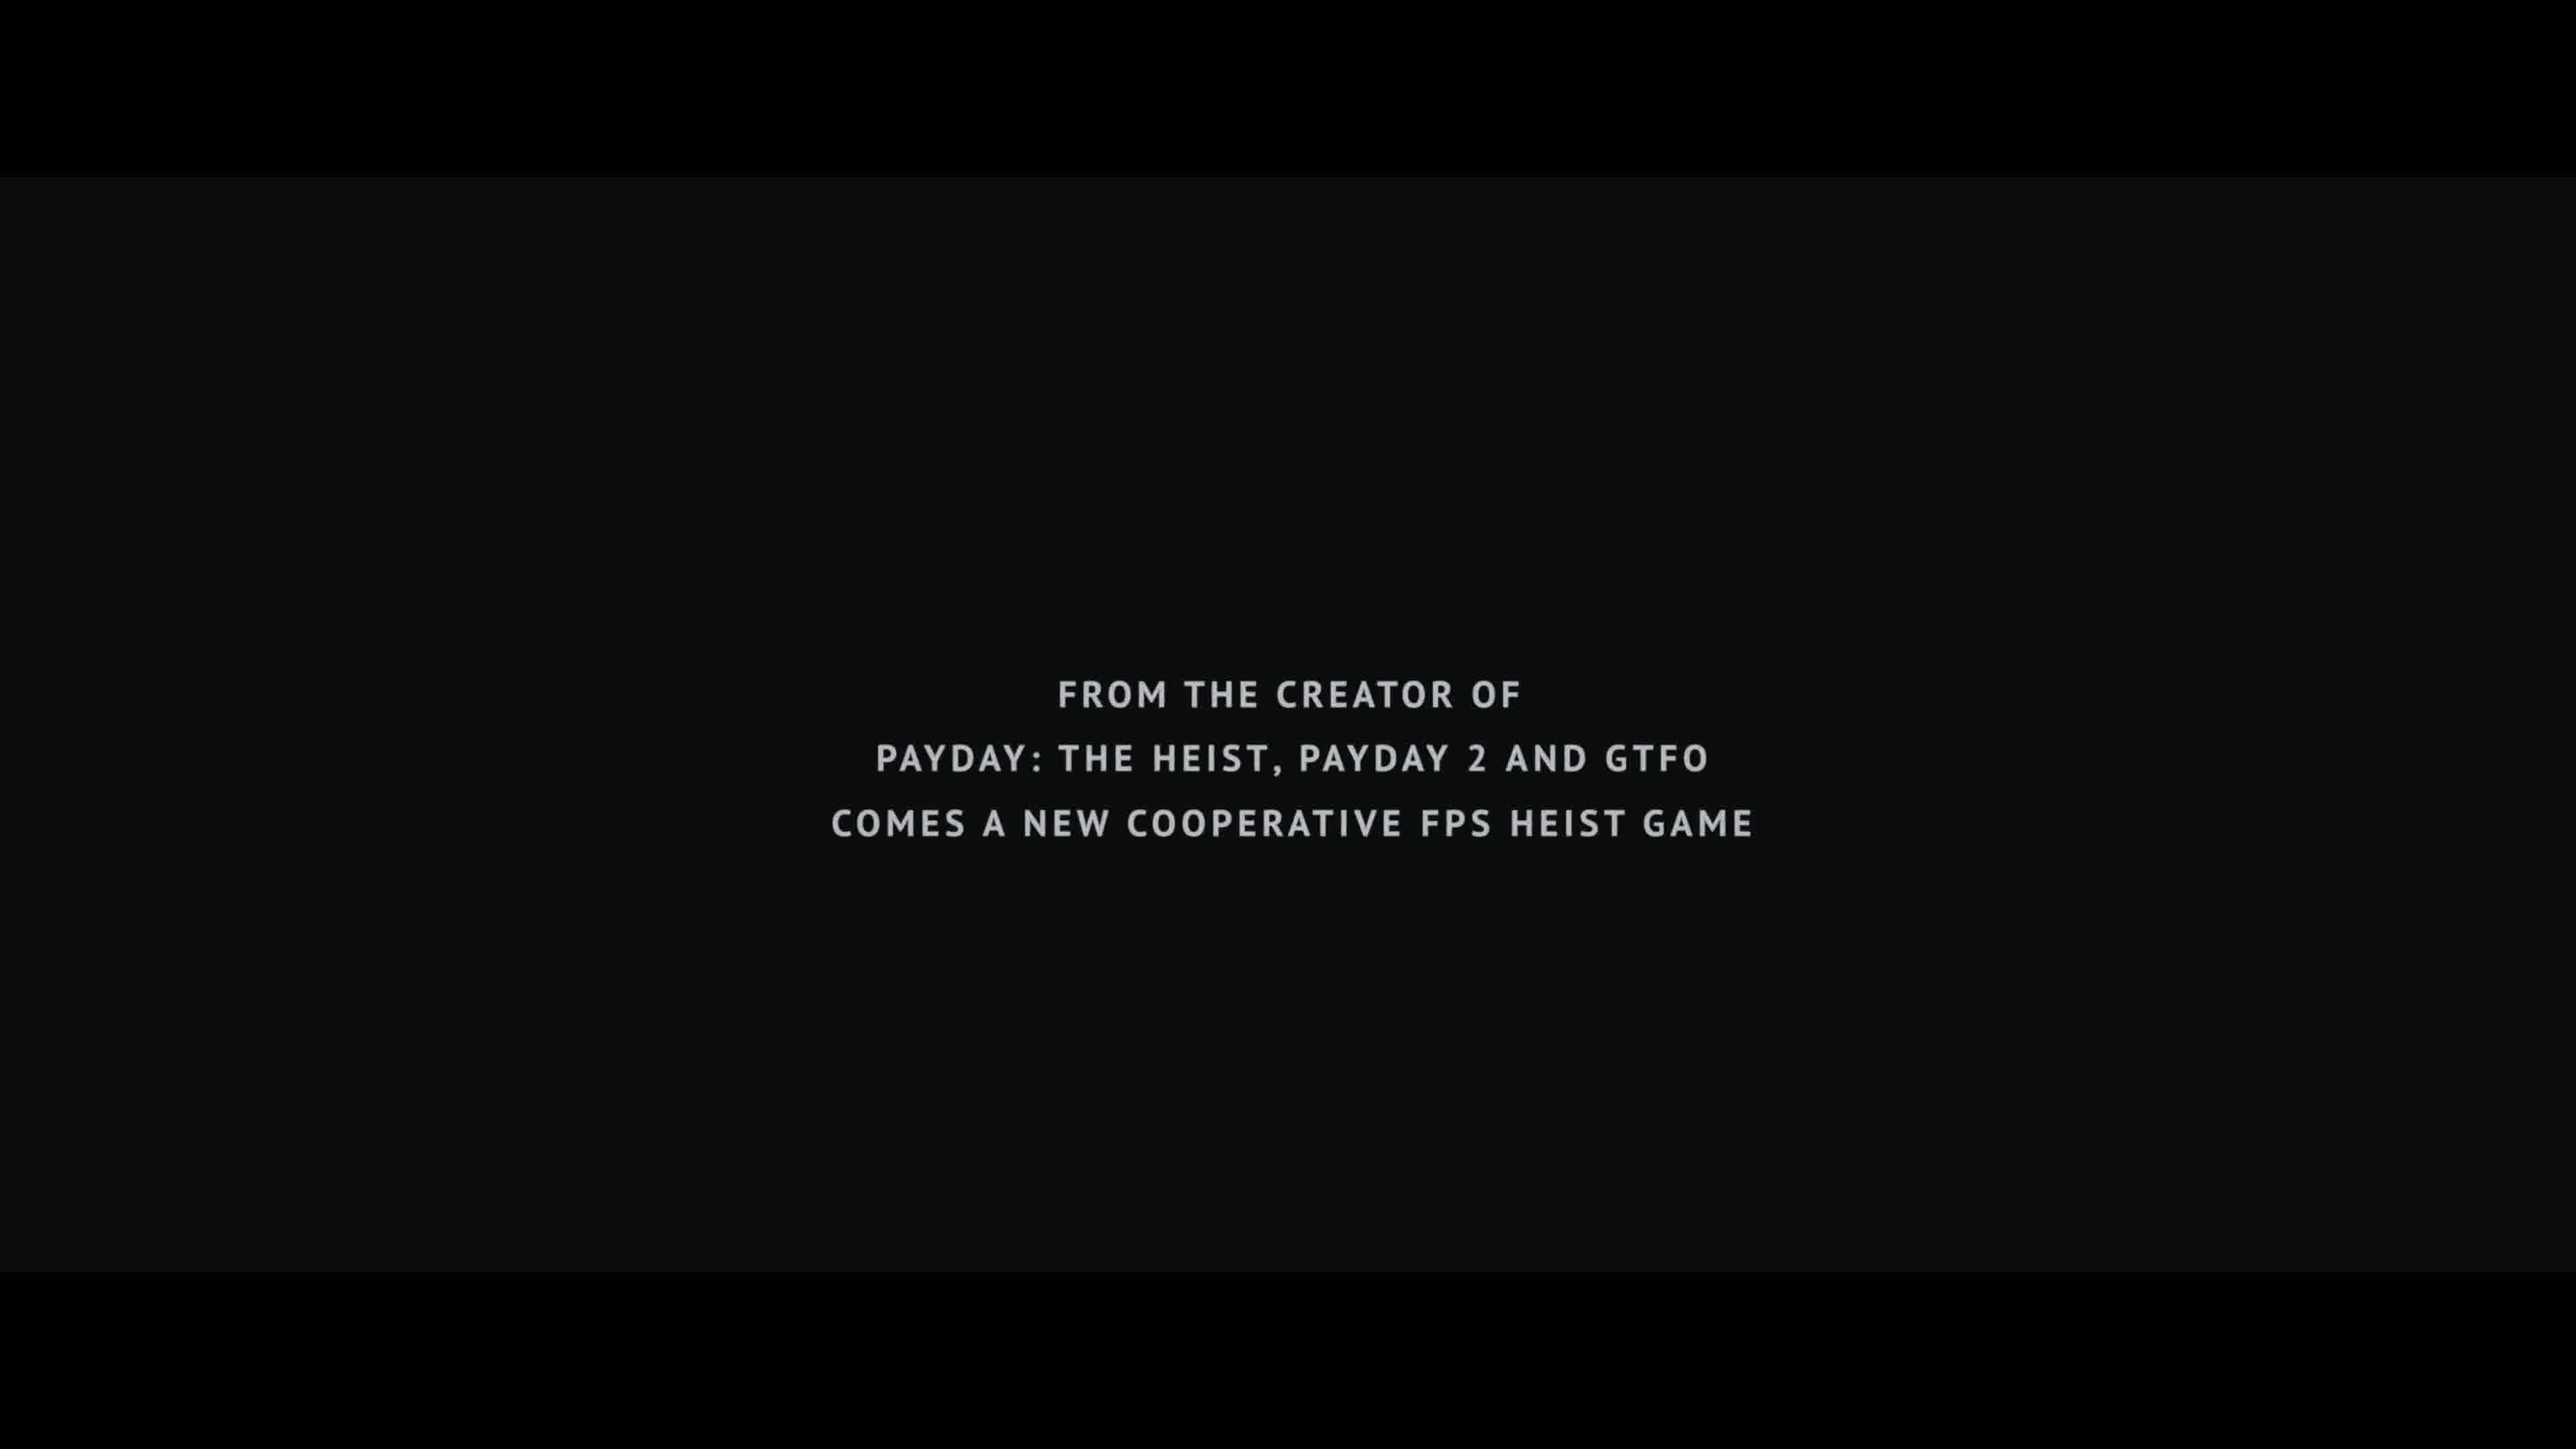 FROM THE CREATOR OF
PAYDAY: THE HEIST, PAYDAY 2 AND GTFO
COMES A NEW COOPERATIVE FPS HEIST GAME